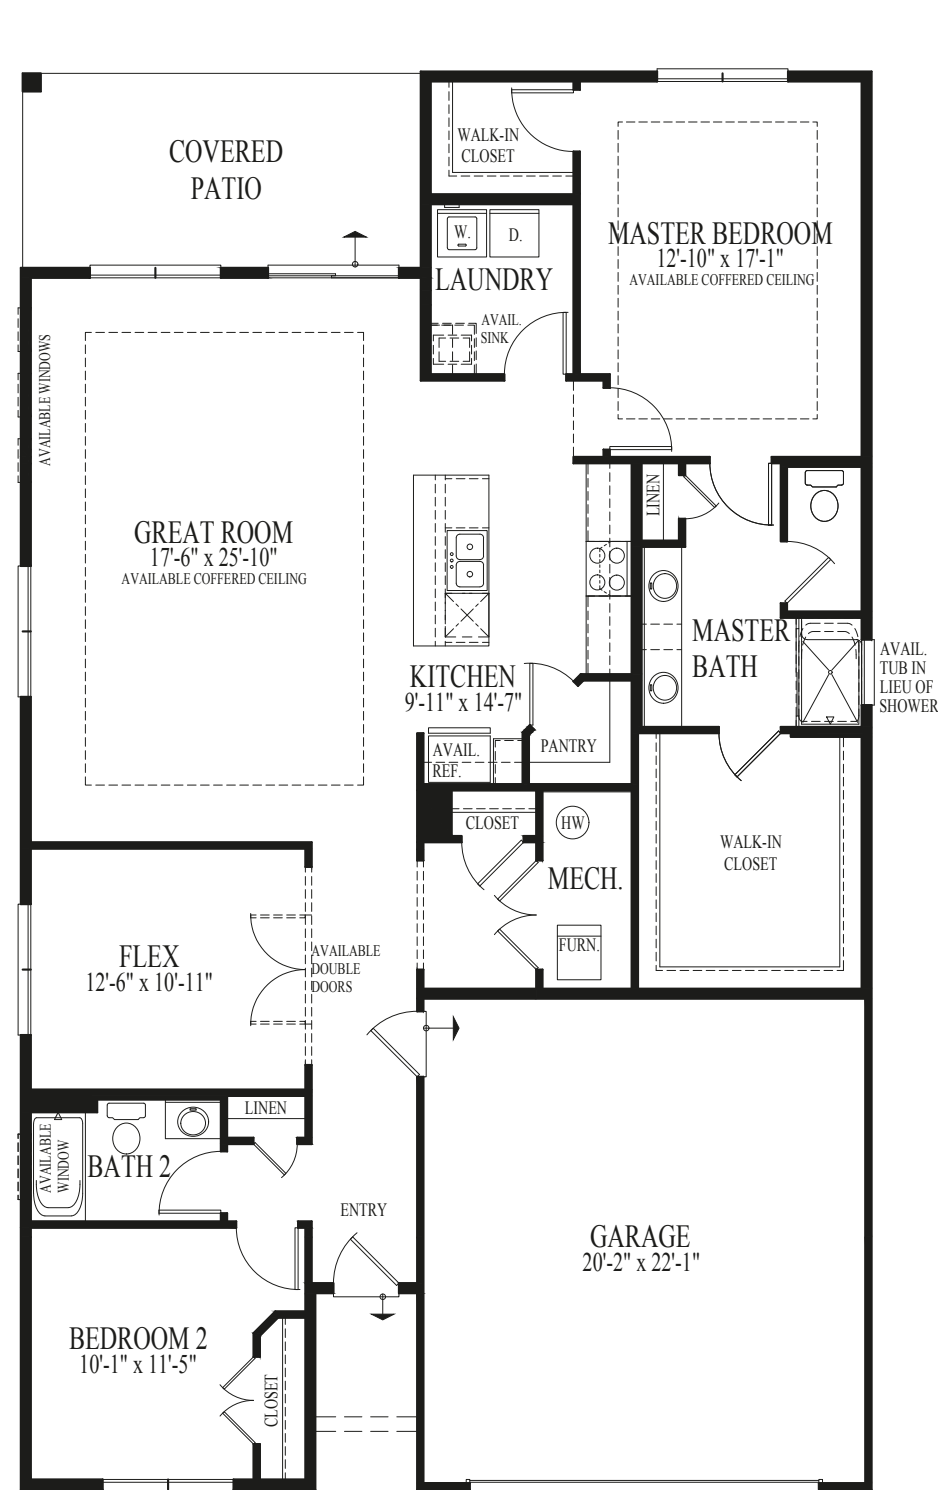 COVERED
PATIO
WALK-IN
CLOSET
W.
D.
LAUNDRY
AVAIL.
SINK
MASTER BEDROOM
12'-10" x 17'-1"
AVAILABLE COFFERED CEILING
AVAILABLE WINDOWS
GREAT ROOM
17'-6" x 25'-10"
AVAILABLE COFFERED CEILING
LINEN
MASTER
BATH
AVAIL.
TUB IN
LIEU OF
SHOWER
KITCHEN
9'-11" x 14'-7"
AVAIL.
REF.
PANTRY
CLOSET
HW
MECH.
FURN.
WALK-IN
CLOSET
FLEX
12'-6" x 10'-11"
AVAILABLE
DOUBLE
DOORS
LINEN
AVAILABLE
WINDOW
BATH 2
ENTRY
GARAGE
20'-2" x 22'-1"
BEDROOM 2
10'-1" x 11'-5"
CLOSET